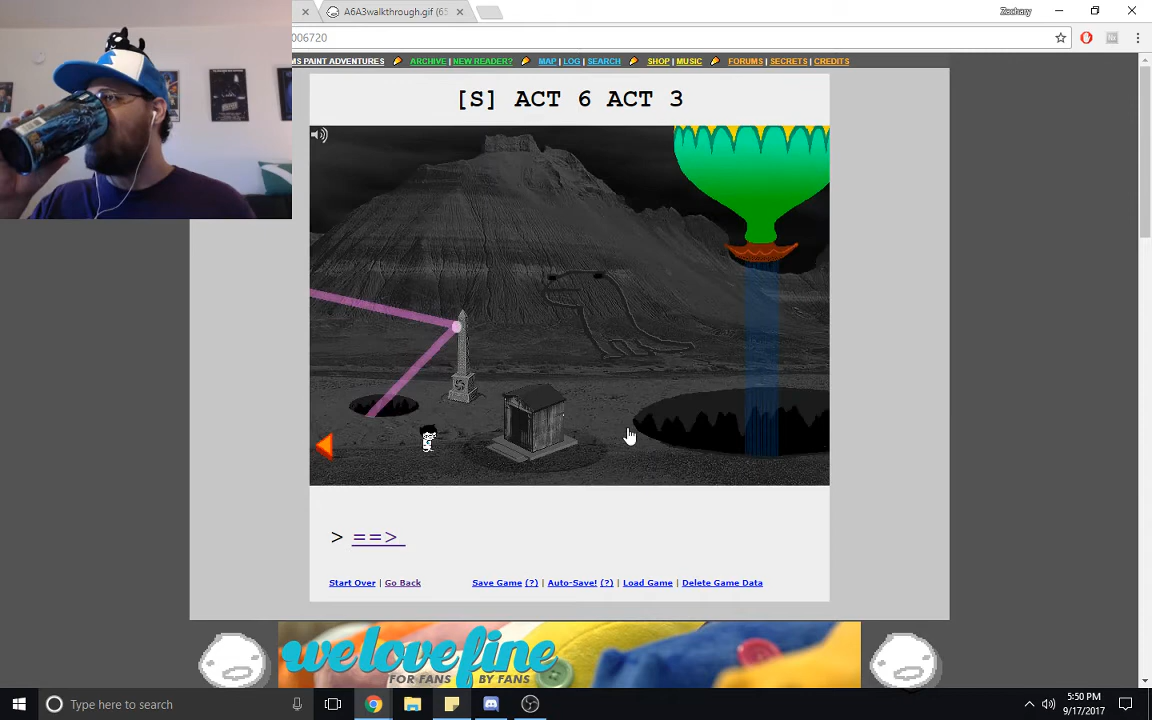 Zachary
A6A3walkthrough.gif (63
006720
MS PAINT ADVENTURES ARCHIVE | NEW READER? MAP | LOG | SEARCH SHOP | MUSIC FORUMS | SECRETS | CREDITS
[S] ACT 6 ACT 3
> ==>
Start Over | Go Back Save Game (?) | Auto-Save! (?) | Load Game | Delete Game Data
welovefine
FOR FANS BY FANS
Type here to search
5:50 PM
9/17/2017